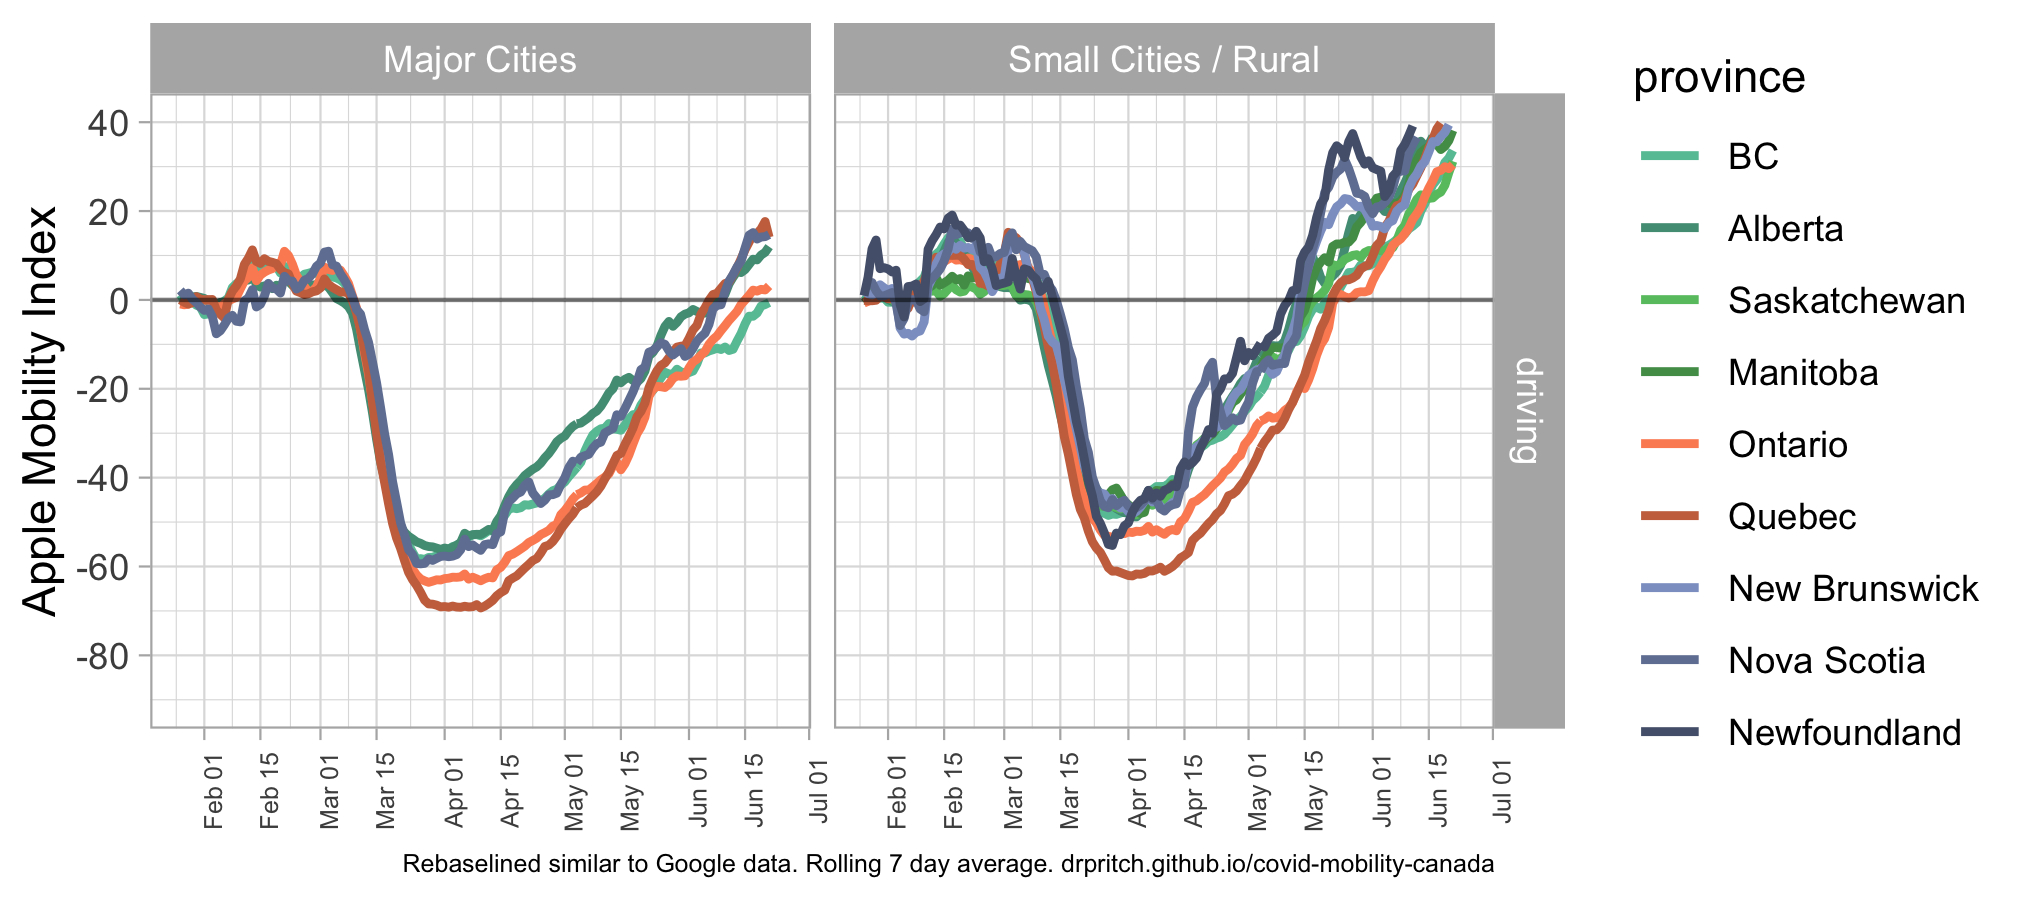 Major Cities
Small Cities / Rural
driving
Apple Mobility Index
40
20
0
-20
-40
-60
-80
Feb 01
Feb 15
Mar 01
Mar 15
Apr 01
Apr 15
May 01
May 15
Jun 01
Jun 15
Jul 01
Feb 01
Feb 15
Mar 01
Mar 15
Apr 01
Apr 15
May 01
May 15
Jun 01
Jun 15
Jul 01
province
BC
Alberta
Saskatchewan
Manitoba
Ontario
Quebec
New Brunswick
Nova Scotia
Newfoundland
Rebaselined similar to Google data. Rolling 7 day average. drpritch.github.io/covid-mobility-canada